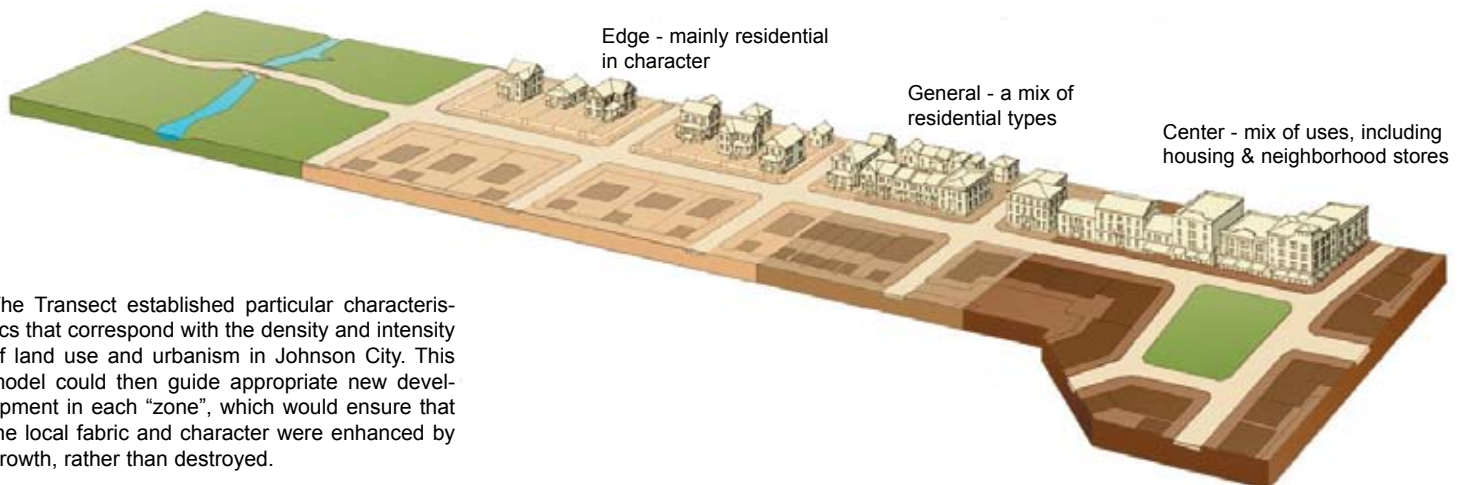 Edge - mainly residential
in character
General - a mix of
residential types
Center - mix of uses, including
housing & neighborhood stores
he Transect established particular characteris-
cs that correspond with the density and intensity
f land use and urbanism in Johnson City. This
odel could then guide appropriate new devel-
pment in each “zone”, which would ensure that
he local fabric and character were enhanced by
rowth, rather than destroyed.